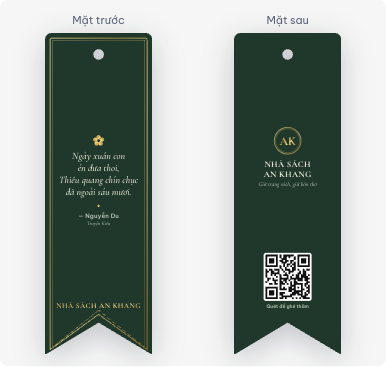 Mặt trước
Ngày xuân con
én đưa thoi,
Thiều quang chín chục
đã ngoài sáu mươi.
— Nguyễn Du
Truyện Kiều
NHÀ SÁCH AN KHANG
Mặt sau
AK
NHÀ SÁCH
AN KHANG
Giở trang sách, giữ hồn thơ
Quét để ghé thăm